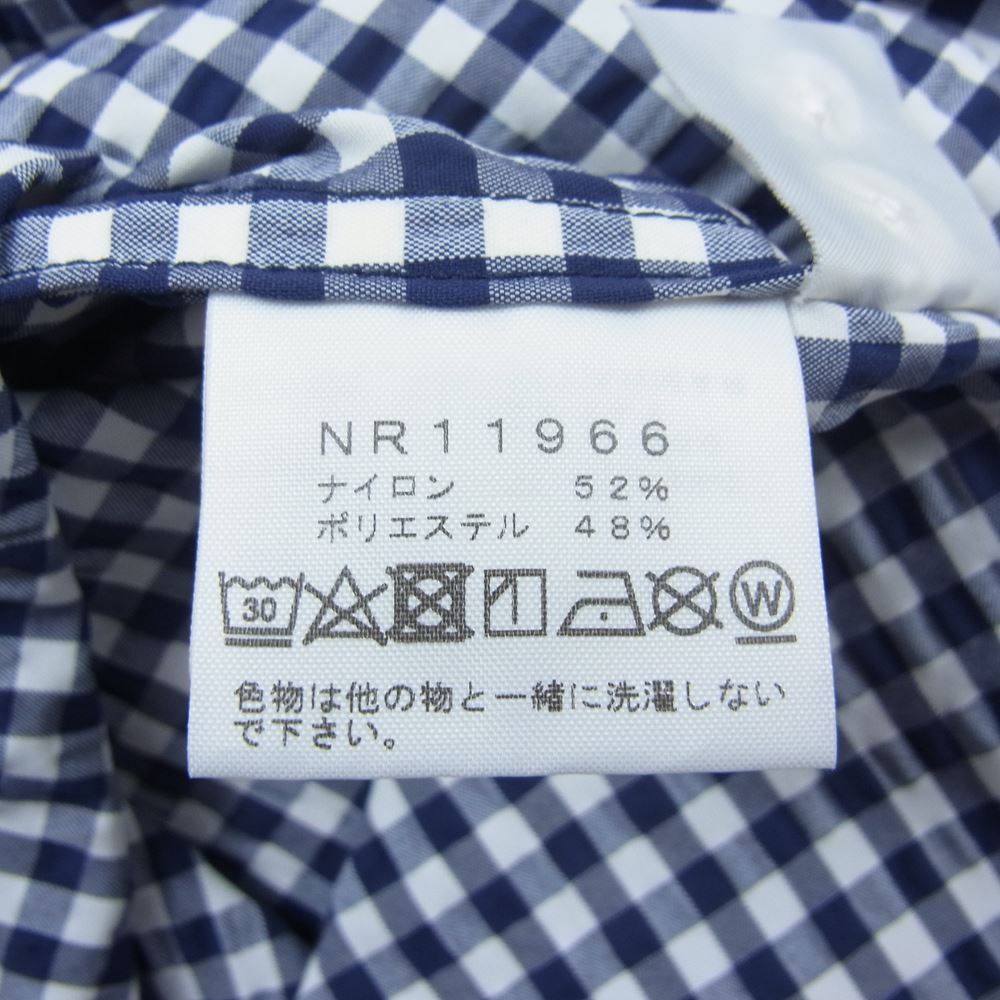 NR11966
ナイロン 52%
ポリエステル 48%
30 W
色物は他の物と一緒に洗濯しない
で下さい。